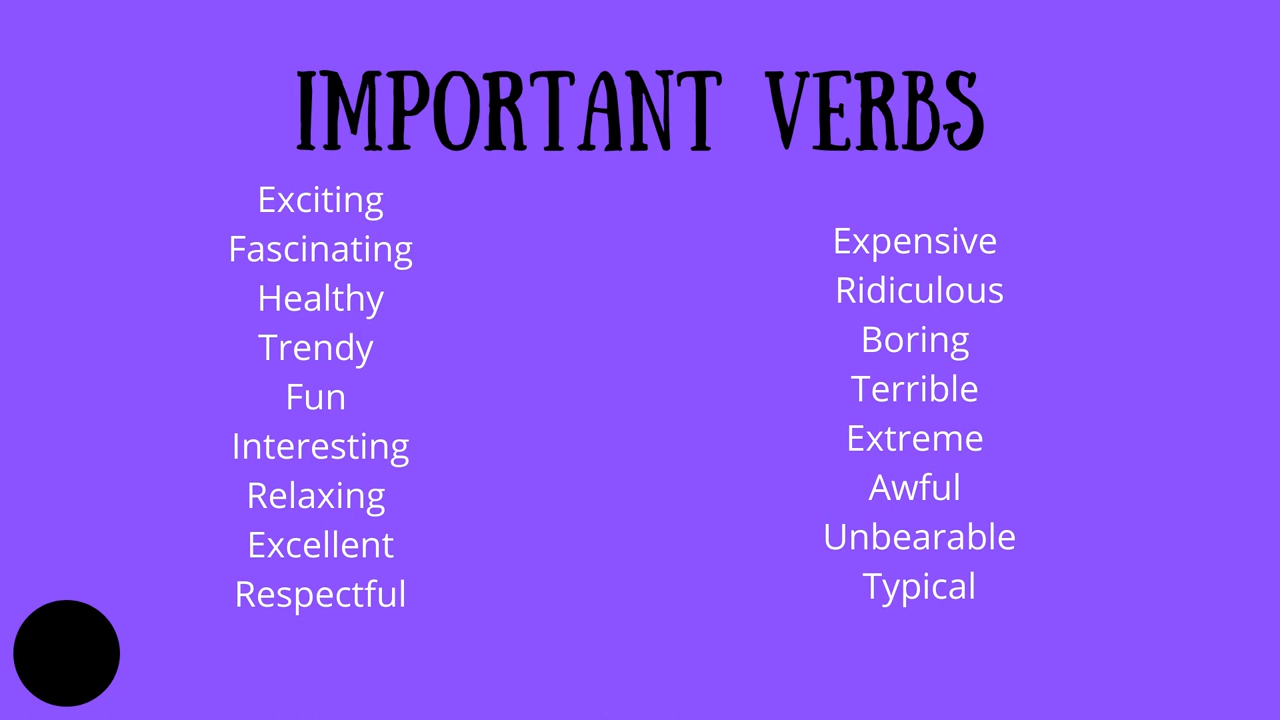 IMPORTANT VERBS
Exciting
Fascinating
Healthy
Trendy
Fun
Interesting
Relaxing
Excellent
Respectful
Expensive
Ridiculous
Boring
Terrible
Extreme
Awful
Unbearable
Typical